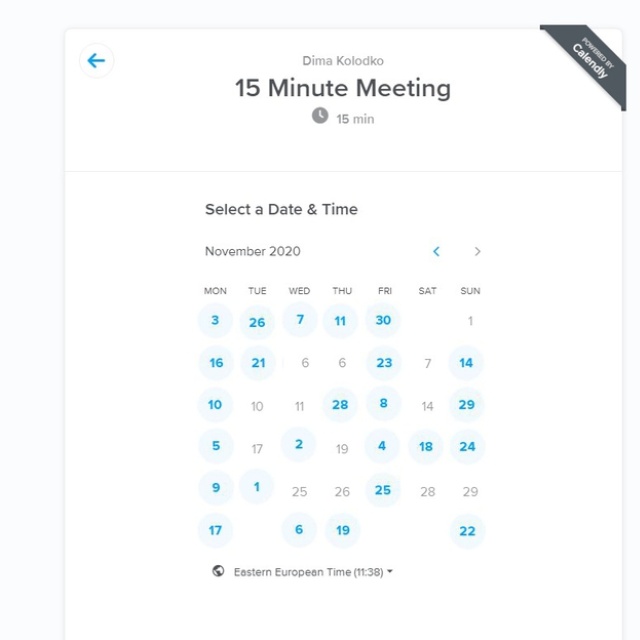 POWERED BY
Calendly
Dima Kolodko
15 Minute Meeting
15 min
Select a Date & Time
November 2020
MON TUE WED THU FRI SAT SUN
3 26 7 11 30 1
16 21 6 6 23 7 14
10 10 11 28 8 14 29
5 17 2 19 4 18 24
9 1 25 26 25 28 29
17 6 19 22
Eastern European Time (11:38)